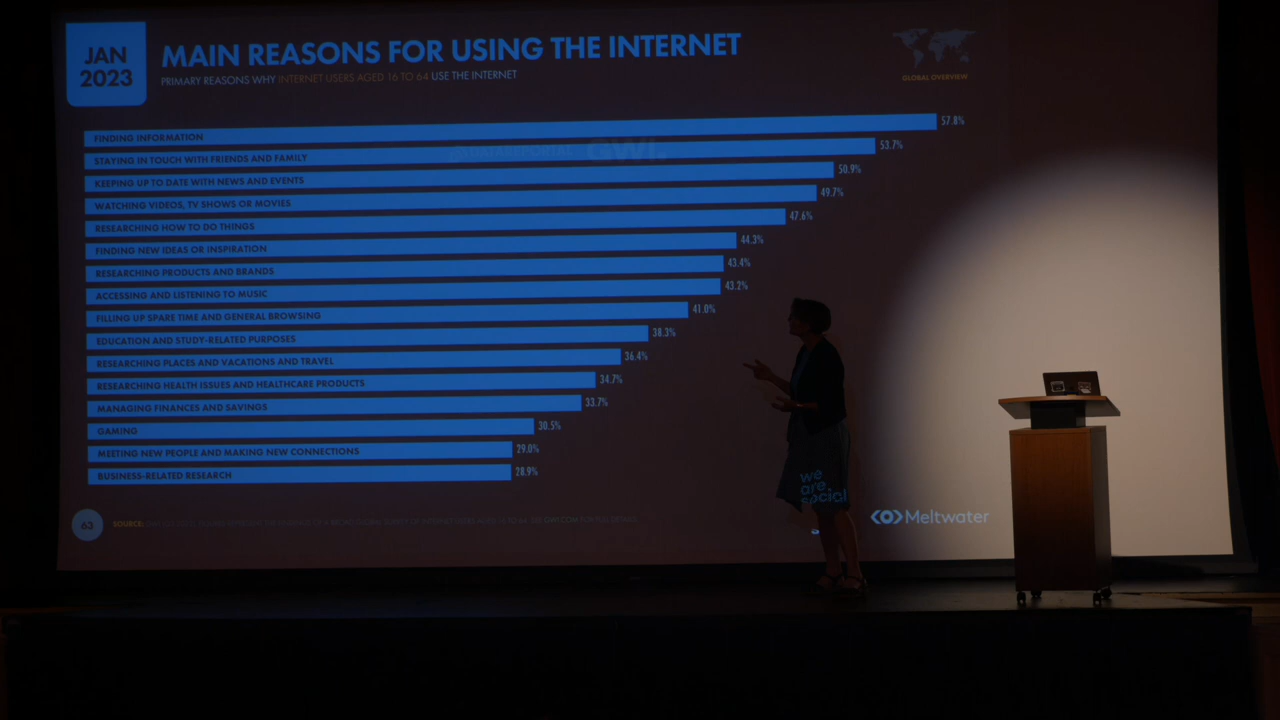 JAN
2023
MAIN REASONS FOR USING THE INTERNET
PRIMARY REASONS WHY INTERNET USERS AGED 16 TO 64 USE THE INTERNET
GLOBAL OVERVIEW
FINDING INFORMATION 57.8%
STAYING IN TOUCH WITH FRIENDS AND FAMILY 53.7%
KEEPING UP TO DATE WITH NEWS AND EVENTS 50.9%
WATCHING VIDEOS, TV SHOWS OR MOVIES 49.7%
RESEARCHING HOW TO DO THINGS 47.6%
FINDING NEW IDEAS OR INSPIRATION 44.3%
RESEARCHING PRODUCTS AND BRANDS 43.4%
ACCESSING AND LISTENING TO MUSIC 43.2%
FILLING UP SPARE TIME AND GENERAL BROWSING 41.0%
EDUCATION AND STUDY-RELATED PURPOSES 38.3%
RESEARCHING PLACES AND VACATIONS AND TRAVEL 36.4%
RESEARCHING HEALTH ISSUES AND HEALTHCARE PRODUCTS 34.7%
MANAGING FINANCES AND SAVINGS 33.7%
GAMING 30.5%
MEETING NEW PEOPLE AND MAKING NEW CONNECTIONS 29.0%
BUSINESS-RELATED RESEARCH 28.9%
GWI.
63
SOURCE:
we
are.
social
Meltwater